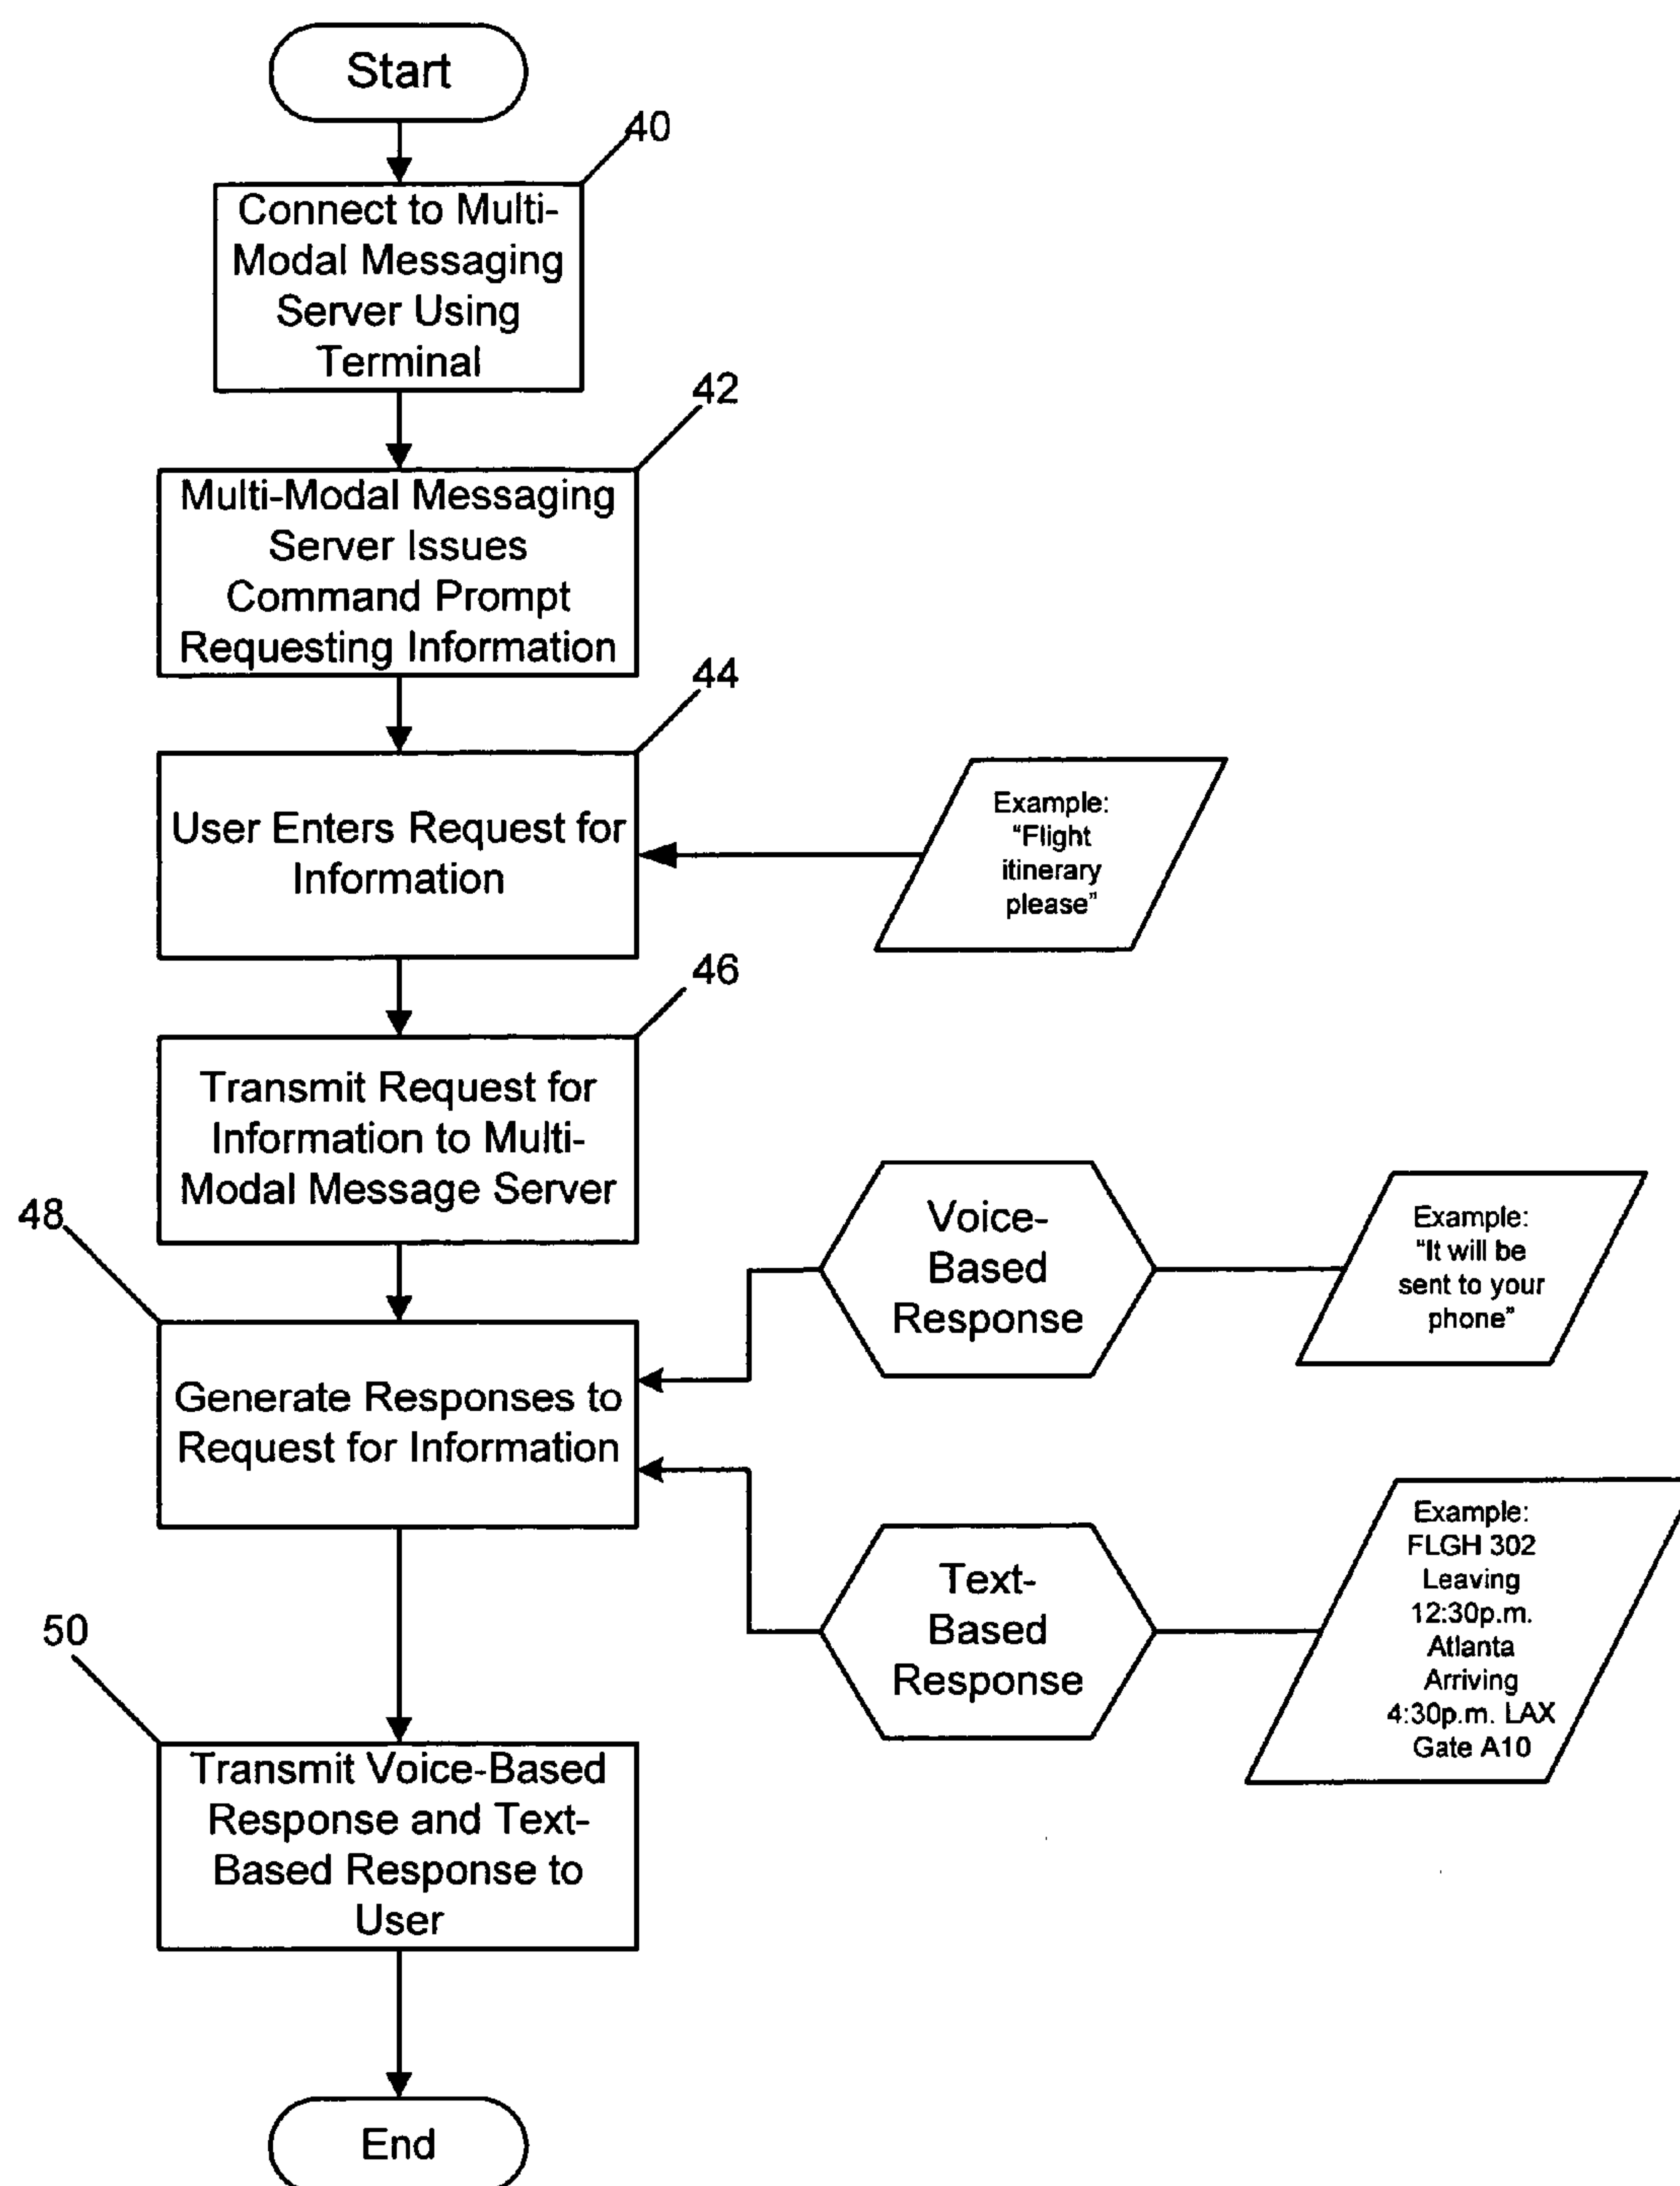 Start
40
Connect to Multi-
Modal Messaging
Server Using
Terminal
42
Multi-Modal Messaging
Server Issues
Command Prompt
Requesting Information
44
User Enters Request for
Information
Example:
“Flight
itinerary
please”
46
Transmit Request for
Information to Multi-
Modal Message Server
48
Generate Responses to
Request for Information
Voice-
Based
Response
Example:
“It will be
sent to your
phone”
Text-
Based
Response
Example:
FLGH 302
Leaving
12:30p.m.
Atlanta
Arriving
4:30p.m. LAX
Gate A10
50
Transmit Voice-Based
Response and Text-
Based Response to
User
End